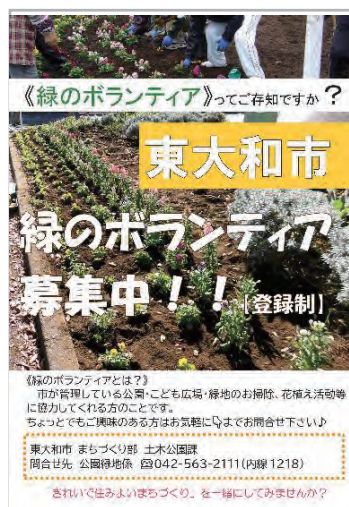 《緑のボランティア》ってご存知ですか?
東大和市
緑のボランティア
募集中!!【登録制】
《緑のボランティアとは?》
市が管理している公園・こども広場・緑地のお掃除、花植え活動等
に協力してくれる方のことです。
ちょっとでもご興味のある方はお気軽に👇までお問合せ下さい♪
東大和市 まちづくり部 土木公園課
問合せ先 公園緑地係 ☎042-563-2111(内線1218)
きれいで住みよいまちづくり』を一緒にしてみませんか?